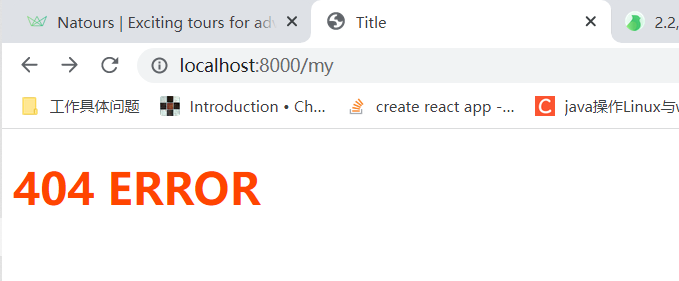 Natours | Exciting tours for adv
Title
2.2,
localhost:8000/my
工作具体问题
Introduction • Ch...
create react app -...
java操作Linux与w
404 ERROR